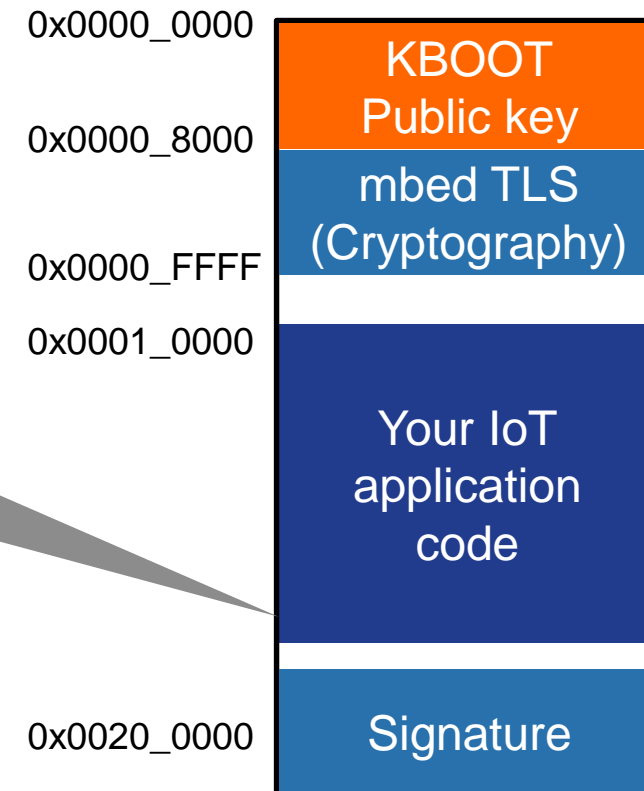 0x0000_0000
KBOOT
Public key
0x0000_8000
mbed TLS
(Cryptography)
0x0000_FFFF
0x0001_0000
Your IoT
application
code
0x0020_0000
Signature